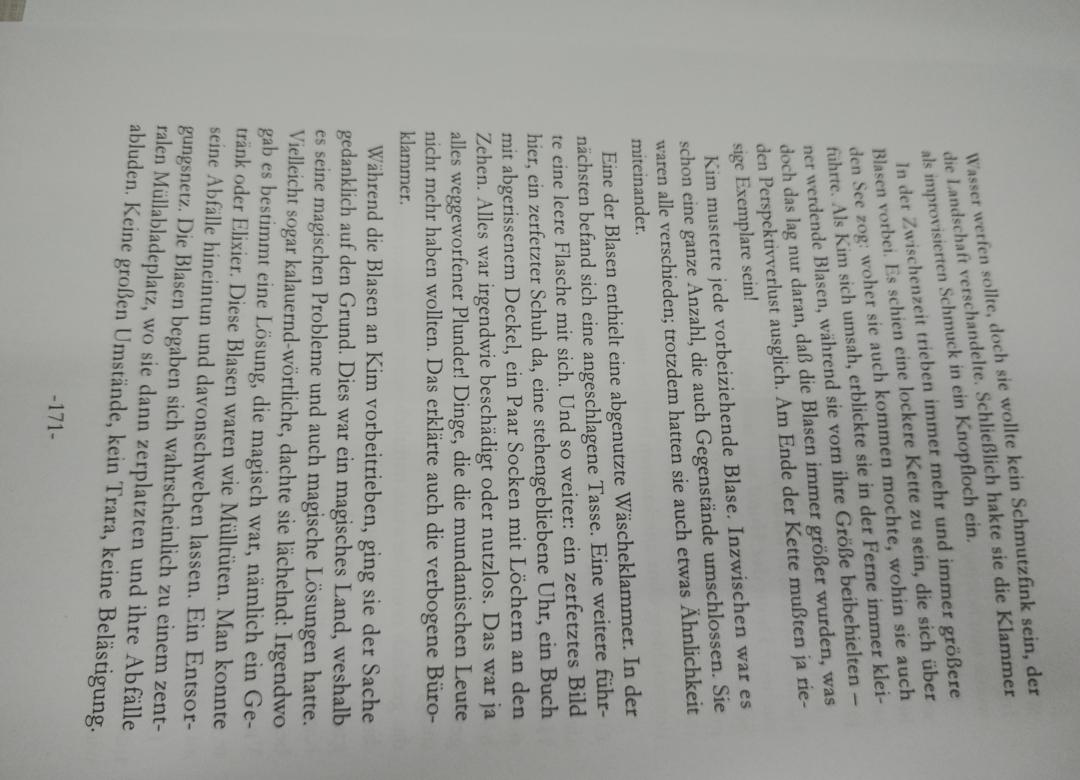 Wasser werfen sollte, doch sie wollte kein Schmutzfink sein, der
die Landschaft verschandelte. Schließlich hakte sie die Klammer
als improvisierten Schmuck in ein Knopfloch ein.
In der Zwischenzeit trieben immer mehr und immer größere
Blasen vorbei. Es schien eine lockere Kette zu sein, die sich über
den See zog; woher sie auch kommen mochte, wohin sie auch
führte. Als Kim sich umsah, erblickte sie in der Ferne immer klei-
ner werdende Blasen, während sie vorn ihre Größe beibehielten –
doch das lag nur daran, daß die Blasen immer größer wurden, was
den Perspektivverlust ausglich. Am Ende der Kette mußten ja rie-
sige Exemplare sein!
Kim musterte jede vorbeiziehende Blase. Inzwischen war es
schon eine ganze Anzahl, die auch Gegenstände umschlossen. Sie
waren alle verschieden; trotzdem hatten sie auch etwas Ähnlichkeit
miteinander.
Eine der Blasen enthielt eine abgenutzte Wäscheklammer. In der
nächsten befand sich eine angeschlagene Tasse. Eine weitere führ-
te eine leere Flasche mit sich. Und so weiter: ein zerfetztes Bild
hier, ein zerfetzter Schuh da, eine stehengebliebene Uhr, ein Buch
mit abgerissenem Deckel, ein Paar Socken mit Löchern an den
Zehen. Alles war irgendwie beschädigt oder nutzlos. Das war ja
alles weggeworfener Plunder! Dinge, die die mundanischen Leute
nicht mehr haben wollten. Das erklärte auch die verbogene Büro-
klammer.
Während die Blasen an Kim vorbeitrieben, ging sie der Sache
gedanklich auf den Grund. Dies war ein magisches Land, weshalb
es seine magischen Probleme und auch magische Lösungen hatte.
Vielleicht sogar kalauernd-wörtliche, dachte sie lächelnd: Irgendwo
gab es bestimmt eine Lösung, die magisch war, nämlich ein Ge-
tränk oder Elixier. Diese Blasen waren wie Mülltüren. Man konnte
seine Abfälle hineintun und davonschweben lassen. Ein Entsor-
gungsnetz. Die Blasen begaben sich wahrscheinlich zu einem zent-
ralen Müllabladeplatz, wo sie dann zerplatzten und ihre Abfälle
abluden. Keine großen Umstände, kein Trara, keine Belästigung.
-171-